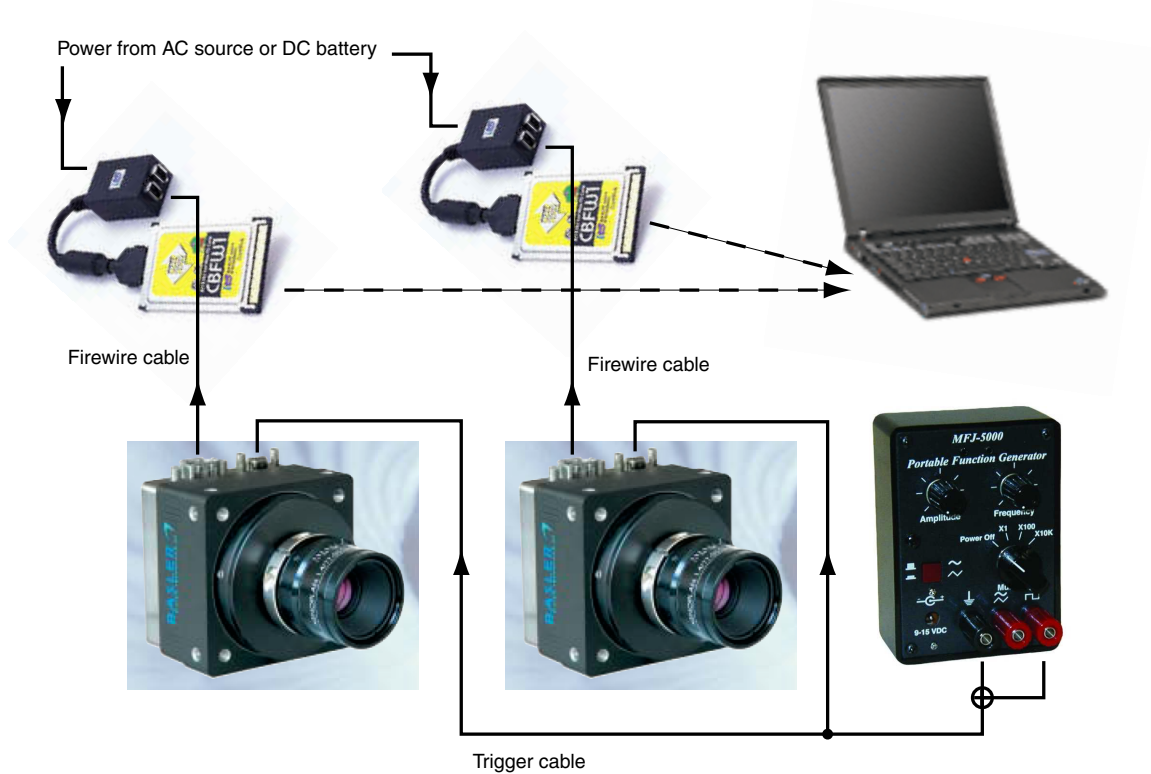 Power from AC source or DC battery
CBFW1
CBFW1
Firewire cable
Firewire cable
MFJ-5000
Portable Function Generator
Amplitude
Frequency
X1
X100
Power Off
X10K
9-15 VDC
BASLER
BASLER
Trigger cable